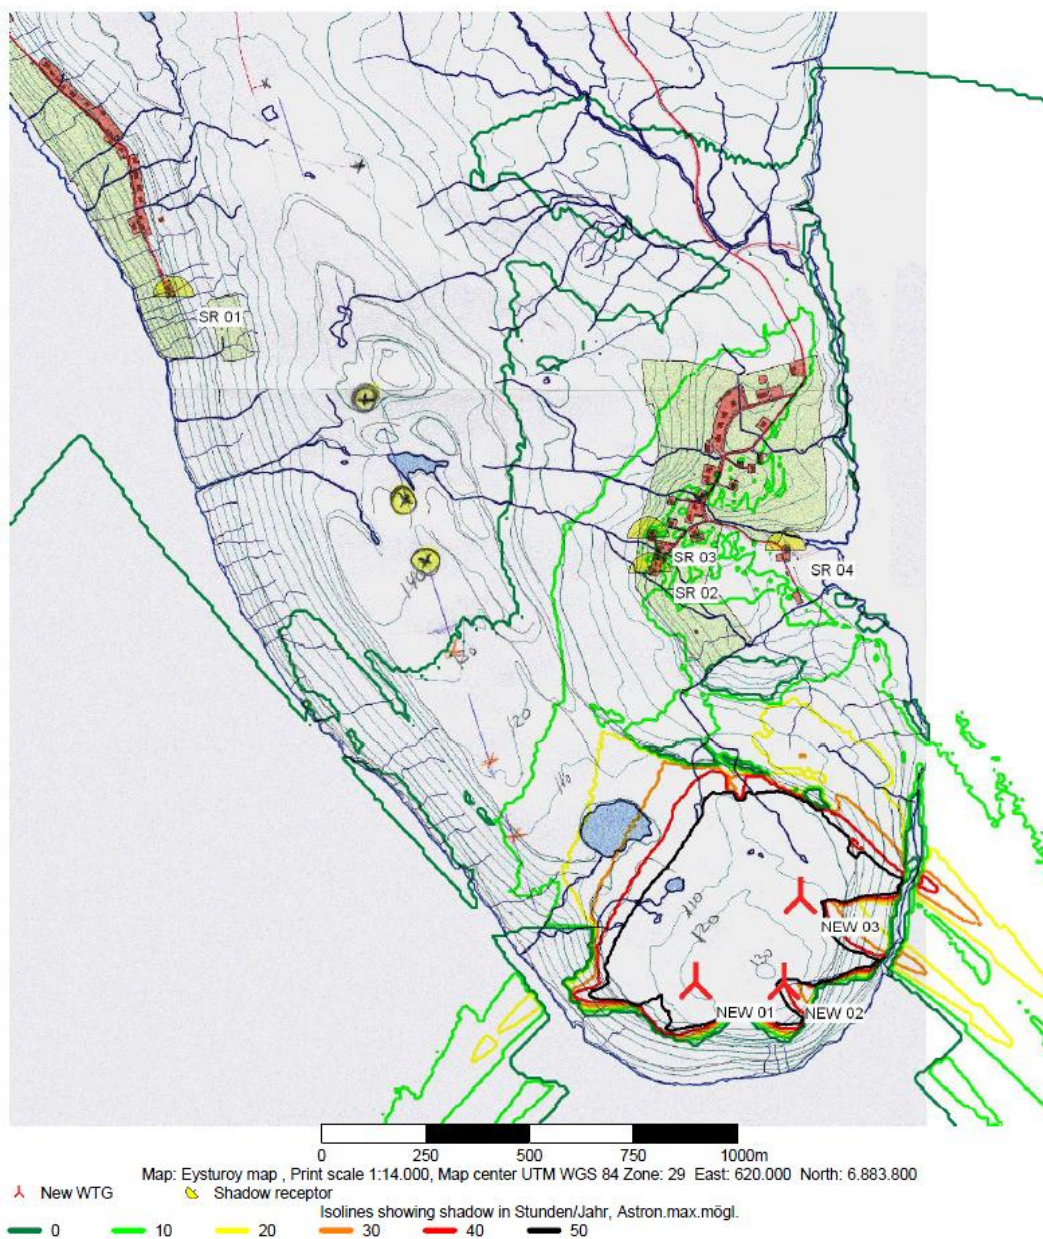 SR 01
140
SR 03
SR 02
SR 04
130
120
110
110
120
130
NEW 03
NEW 01
NEW 02
0 250 500 750 1000m
Map: Eysturoy map , Print scale 1:14.000, Map center UTM WGS 84 Zone: 29 East: 620.000 North: 6.883.800
New WTG Shadow receptor
Isolines showing shadow in Stunden/Jahr, Astron.max.mögl.
0 10 20 30 40 50